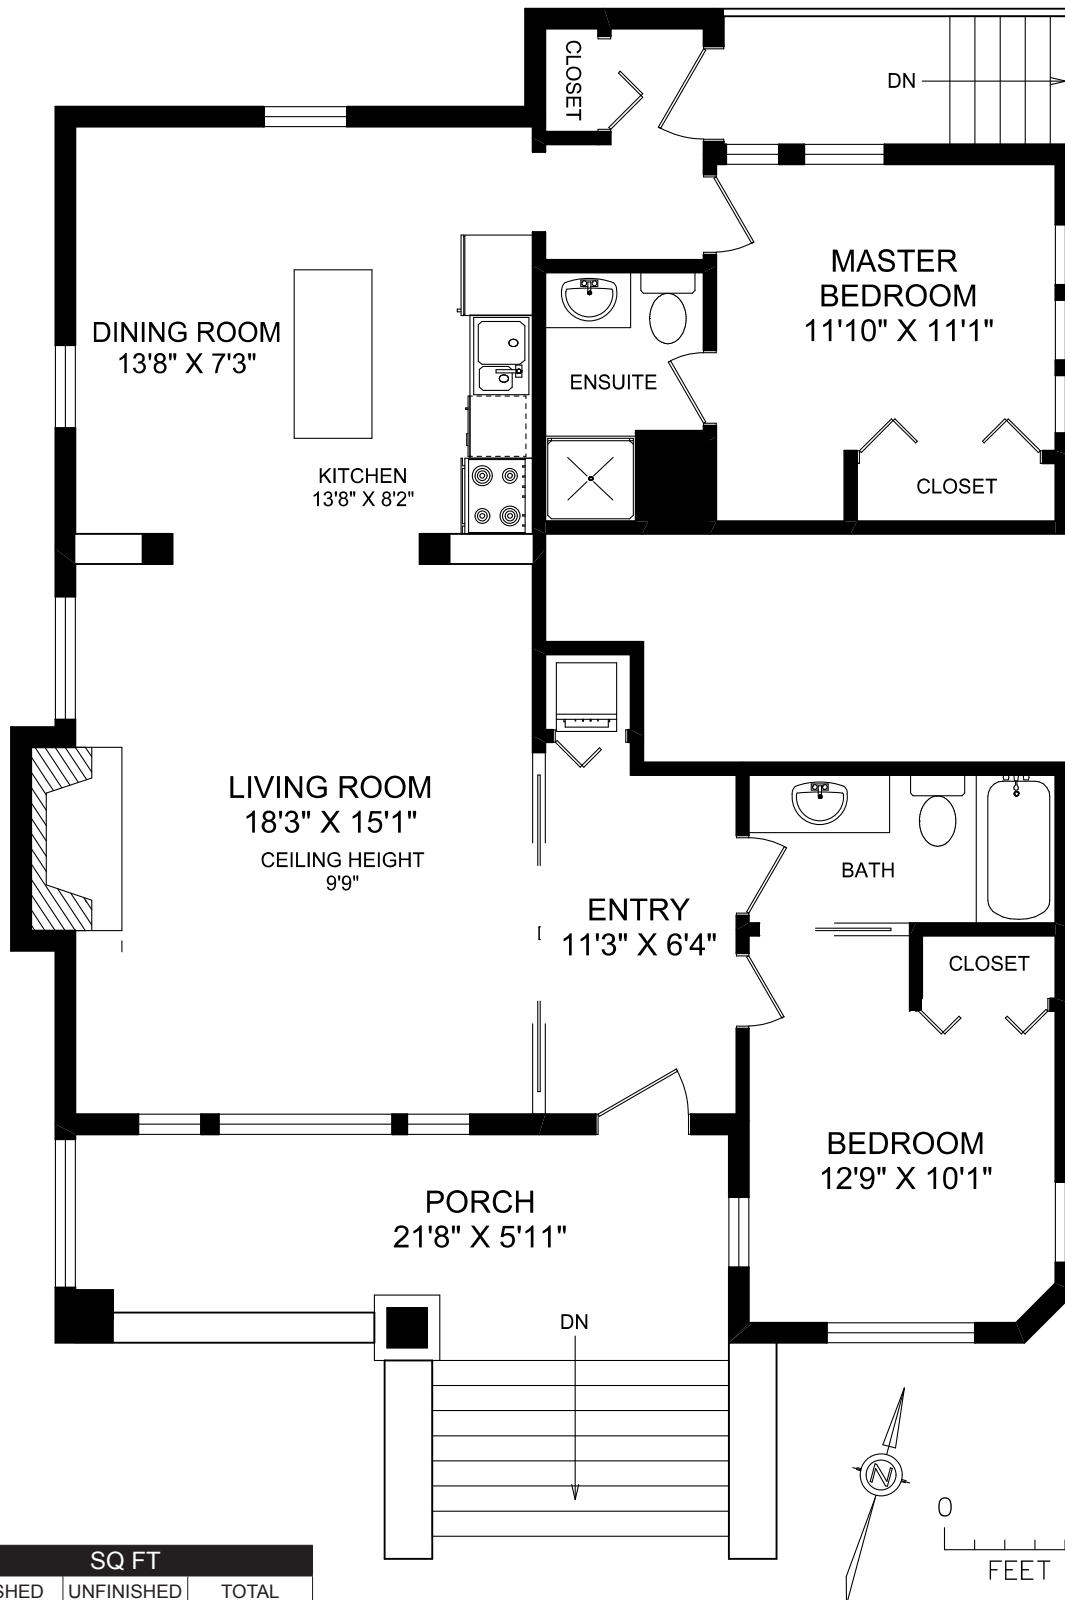 CLOSET
DN
MASTER
BEDROOM
11'10" X 11'1"
DINING ROOM
13'8" X 7'3"
ENSUITE
KITCHEN
13'8" X 8'2"
CLOSET
LIVING ROOM
18'3" X 15'1"
CEILING HEIGHT
9'9"
BATH
ENTRY
11'3" X 6'4"
CLOSET
BEDROOM
12'9" X 10'1"
PORCH
21'8" X 5'11"
DN
N
0
FEET
SQ FT
SHED UNFINISHED TOTAL